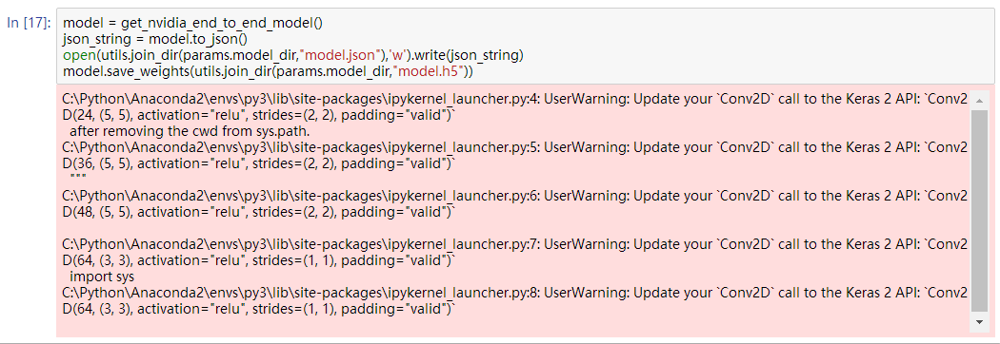 In [17]:
model = get_nvidia_end_to_end_model()
json_string = model.to_json()
open(utils.join_dir(params.model_dir,"model.json"),'w').write(json_string)
model.save_weights(utils.join_dir(params.model_dir,"model.h5"))
C:\Python\Anaconda2\envs\py3\lib\site-packages\ipykernel_launcher.py:4: UserWarning: Update your `Conv2D` call to the Keras 2 API: `Conv2
D(24, (5, 5), activation="relu", strides=(2, 2), padding="valid")`
  after removing the cwd from sys.path.
C:\Python\Anaconda2\envs\py3\lib\site-packages\ipykernel_launcher.py:5: UserWarning: Update your `Conv2D` call to the Keras 2 API: `Conv2
D(36, (5, 5), activation="relu", strides=(2, 2), padding="valid")`
  """
C:\Python\Anaconda2\envs\py3\lib\site-packages\ipykernel_launcher.py:6: UserWarning: Update your `Conv2D` call to the Keras 2 API: `Conv2
D(48, (5, 5), activation="relu", strides=(2, 2), padding="valid")`
C:\Python\Anaconda2\envs\py3\lib\site-packages\ipykernel_launcher.py:7: UserWarning: Update your `Conv2D` call to the Keras 2 API: `Conv2
D(64, (3, 3), activation="relu", strides=(1, 1), padding="valid")`
  import sys
C:\Python\Anaconda2\envs\py3\lib\site-packages\ipykernel_launcher.py:8: UserWarning: Update your `Conv2D` call to the Keras 2 API: `Conv2
D(64, (3, 3), activation="relu", strides=(1, 1), padding="valid")`